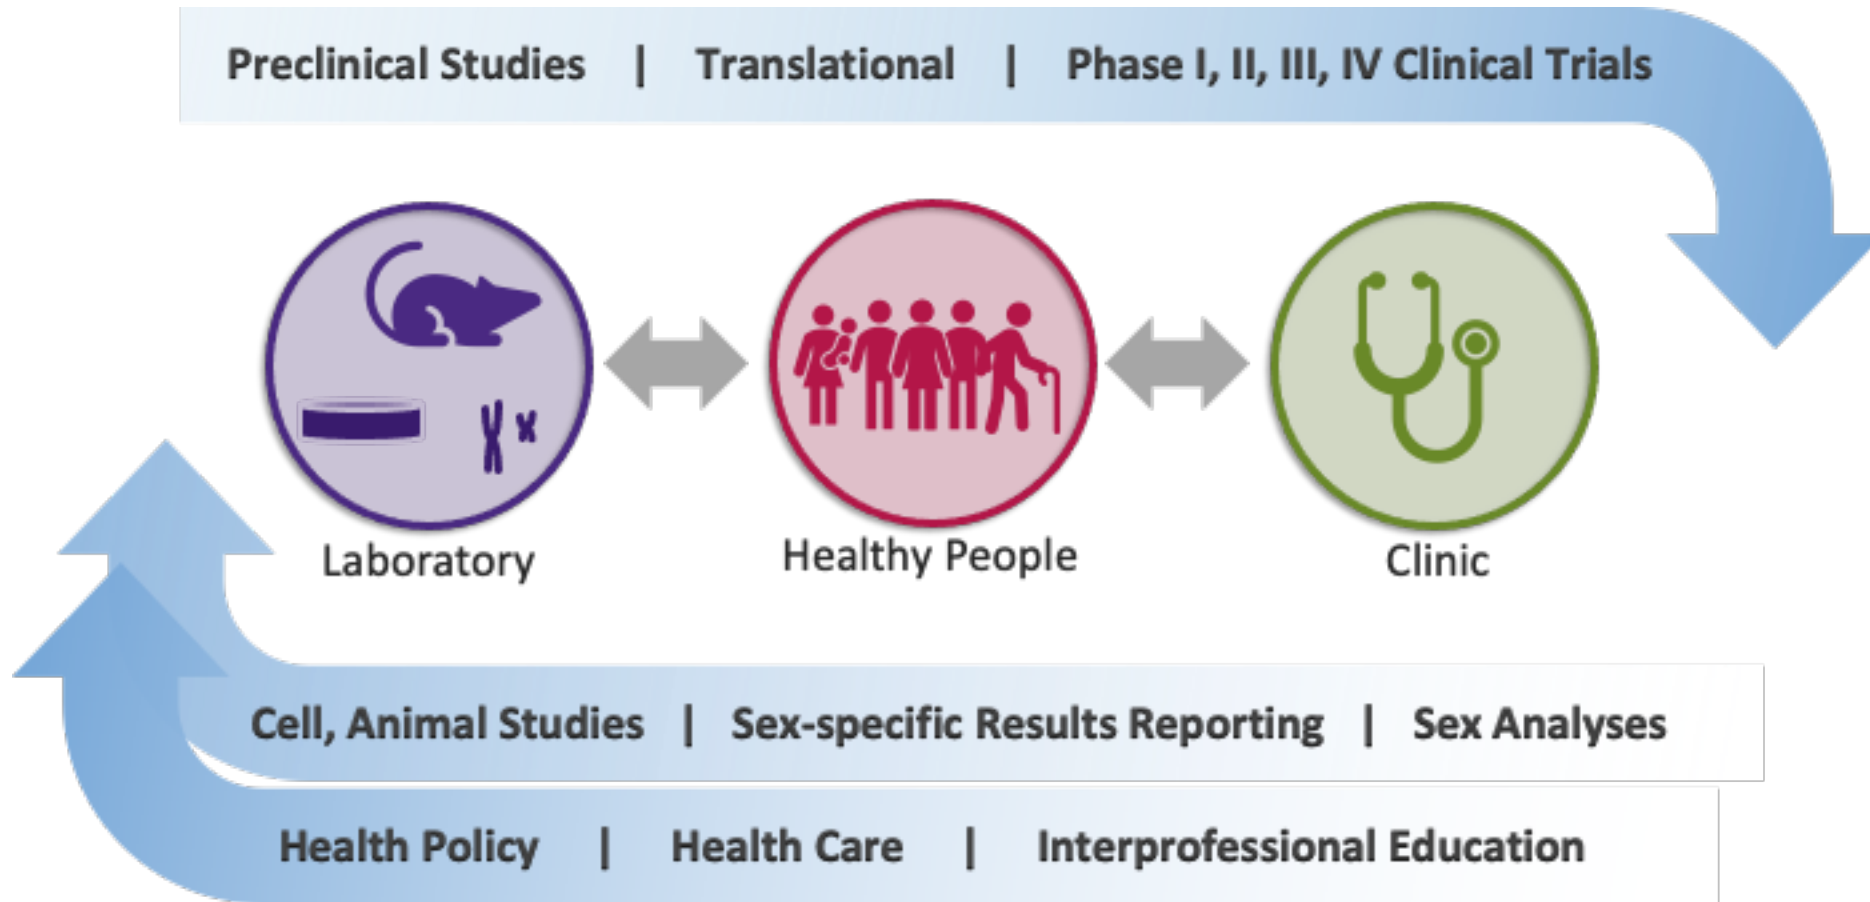 Preclinical Studies | Translational | Phase I, II, III, IV Clinical Trials
Laboratory
Healthy People
Clinic
Cell, Animal Studies | Sex-specific Results Reporting | Sex Analyses
Health Policy | Health Care | Interprofessional Education